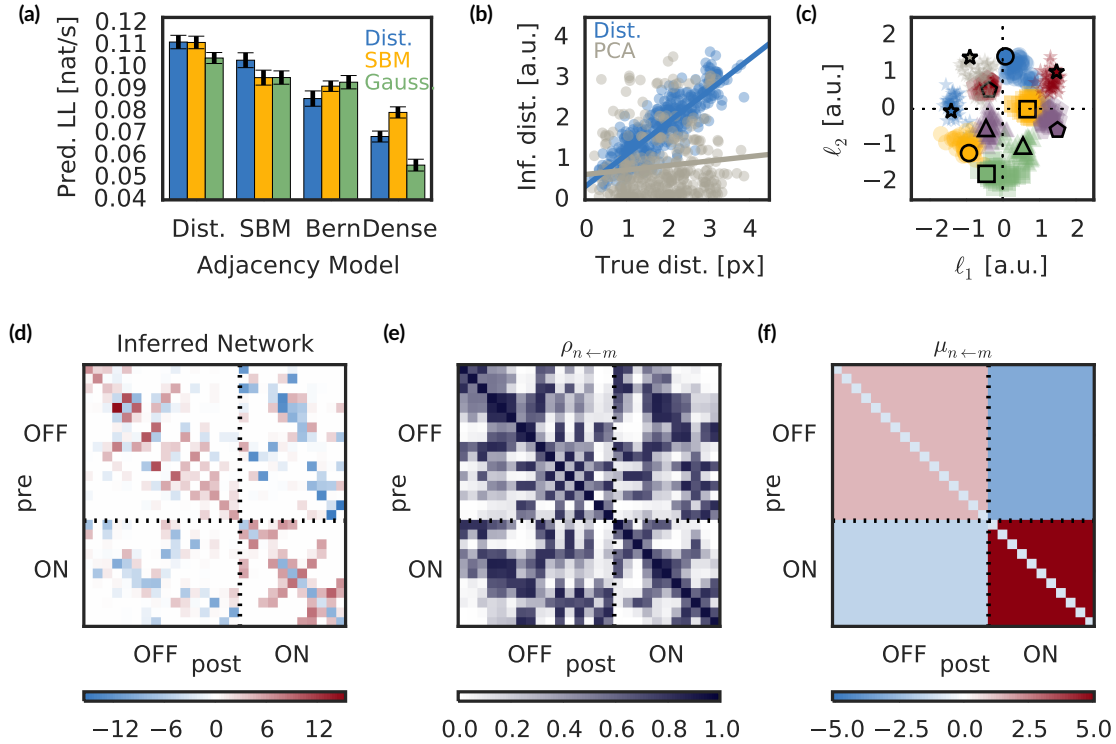 (a)
Pred. LL [nat/s]
0.12
0.11
0.10
0.09
0.08
0.07
0.06
0.05
0.04
Dist.
SBM
Gauss.
Dist. SBM Bern Dense
Adjacency Model
(b)
Inf. dist. [a.u.]
4
3
2
1
0
Dist.
PCA
0 1 2 3 4
True dist. [px]
(c)
ℓ₂ [a.u.]
2
1
0
−1
−2
−2 −1 0 1 2
ℓ₁ [a.u.]
(d)
Inferred Network
OFF
pre
ON
OFF post ON
−12 −6 0 6 12
(e)
ρₙ←ₘ
OFF post ON
0.0 0.2 0.4 0.6 0.8 1.0
(f)
μₙ←ₘ
OFF
pre
ON
OFF post ON
−5.0 −2.5 0.0 2.5 5.0